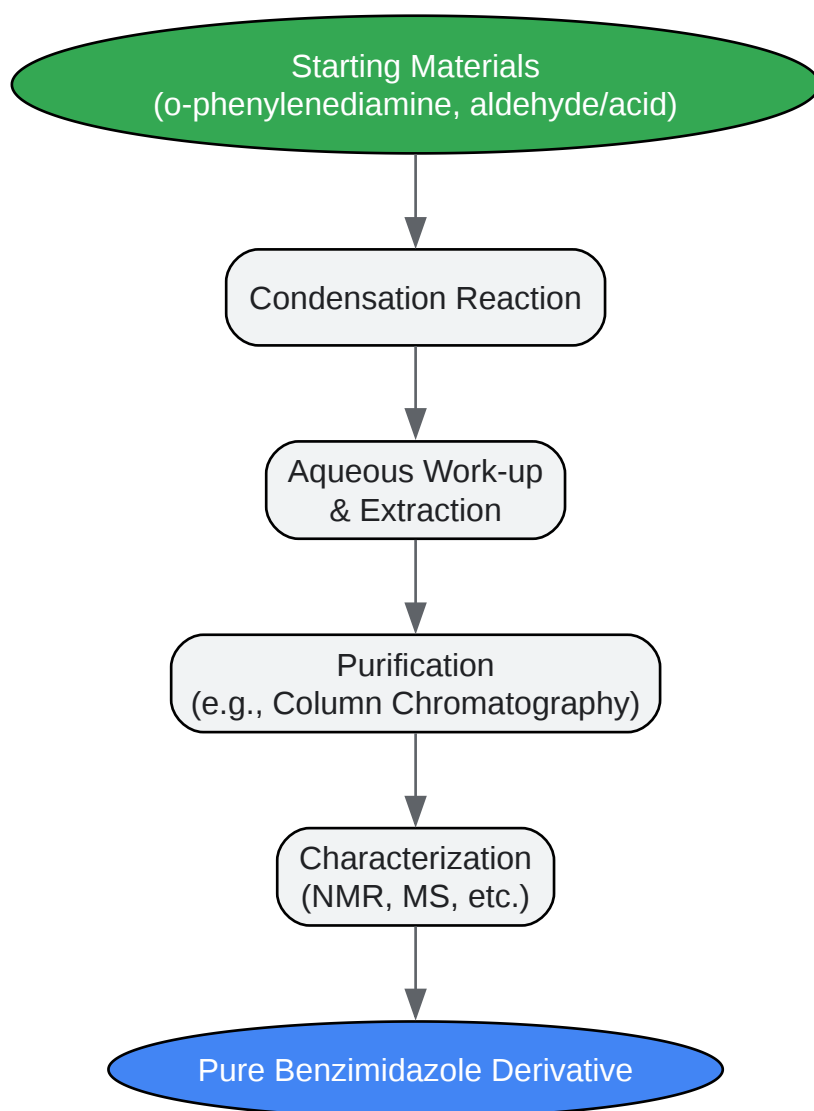 Starting Materials
(o-phenylenediamine, aldehyde/acid)
Condensation Reaction
Aqueous Work-up
& Extraction
Purification
(e.g., Column Chromatography)
Characterization
(NMR, MS, etc.)
Pure Benzimidazole Derivative